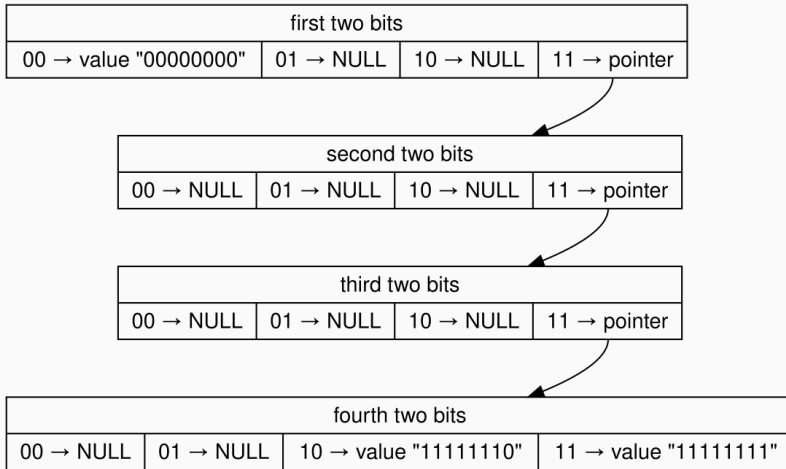 first two bits
00 → value "00000000" 01 → NULL 10 → NULL 11 → pointer
second two bits
00 → NULL 01 → NULL 10 → NULL 11 → pointer
third two bits
00 → NULL 01 → NULL 10 → NULL 11 → pointer
fourth two bits
00 → NULL 01 → NULL 10 → value "11111110" 11 → value "11111111"